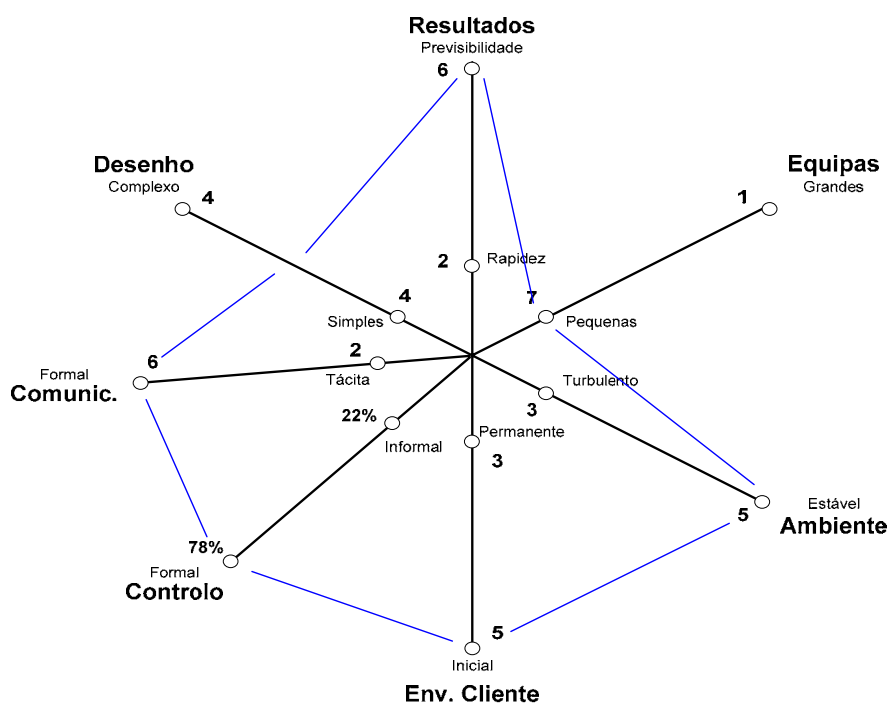 Resultados
Previsibilidade
6
Desenho
Complexo
4
Equipas
Grandes
1
2
Rapidez
4
Simples
7
Pequenas
2
Tácita
6
Formal
Comunic.
Turbulento
3
22%
Informal
Permanente
3
Estável
5
Ambiente
78%
Formal
Controlo
5
Inicial
Env. Cliente